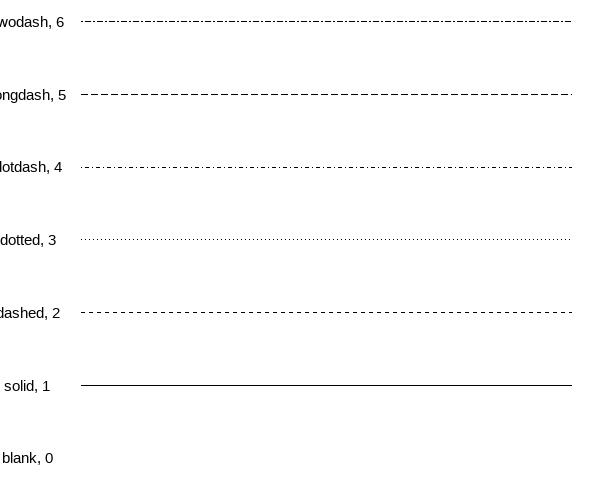 wodash, 6
ongdash, 5
lotdash, 4
dotted, 3
dashed, 2
solid, 1
blank, 0